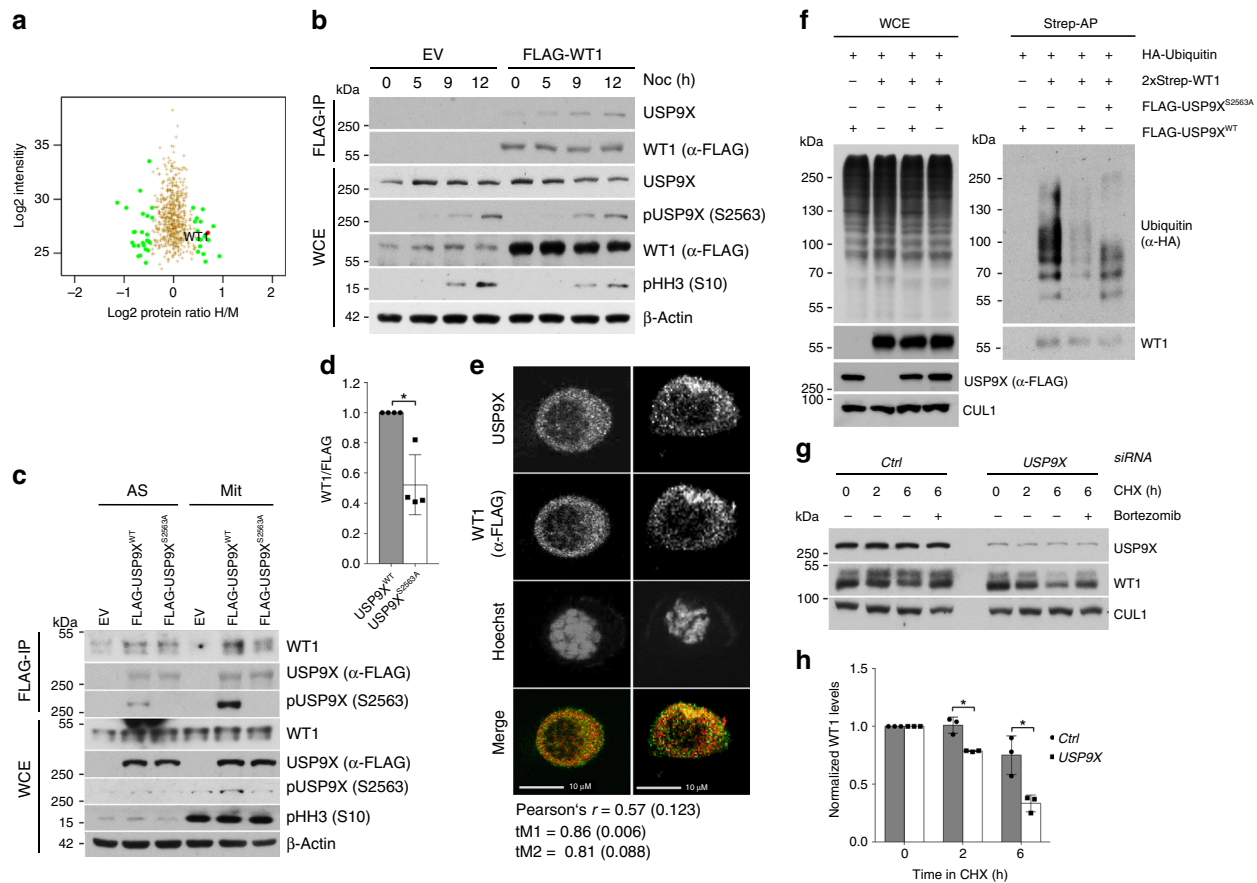 a
Log2 intensitiy
35
30
25
WT1
–2 –1 0 1 2
Log2 protein ratio H/M
b
EV FLAG-WT1
0 5 9 12 0 5 9 12 Noc (h)
kDa
FLAG-IP
250 USP9X
55 WT1 (α-FLAG)
WCE
250 USP9X
250 pUSP9X (S2563)
55 WT1 (α-FLAG)
15 pHH3 (S10)
42 β-Actin
c
AS Mit
EV FLAG-USP9XWT FLAG-USP9XS2563A EV FLAG-USP9XWT FLAG-USP9XS2563A
kDa
FLAG-IP
55 WT1
250 USP9X (α-FLAG)
250 pUSP9X (S2563)
WCE
55 WT1
250 USP9X (α-FLAG)
250 pUSP9X (S2563)
15 pHH3 (S10)
42 β-Actin
d
WT1/FLAG
1.2
1.0
0.8
0.6
0.4
0.2
0.0
*
USP9XWT
USP9XS2563A
e
USP9X
WT1
(α-FLAG)
Hoechst
Merge
10 µM 10 µM
Pearson‘s r = 0.57 (0.123)
tM1 = 0.86 (0.006)
tM2 = 0.81 (0.088)
f
WCE Strep-AP
+ + + + + + + + HA-Ubiquitin
– + + + – + + + 2xStrep-WT1
– – – + – – – + FLAG-USP9XS2563A
+ – + – + – + – FLAG-USP9XWT
kDa kDa
250 250
130 130
100 100
70 70
55 55
Ubiquitin
(α-HA)
55 55 WT1
250 USP9X (α-FLAG)
100 CUL1
g
Ctrl USP9X siRNA
0 2 6 6 0 2 6 6 CHX (h)
– – – + – – – + Bortezomib
kDa
250 USP9X
55 WT1
100 CUL1
h
Normalized WT1 levels
1.5
1.0
0.5
0.0
* *
Ctrl
USP9X
0 2 6
Time in CHX (h)